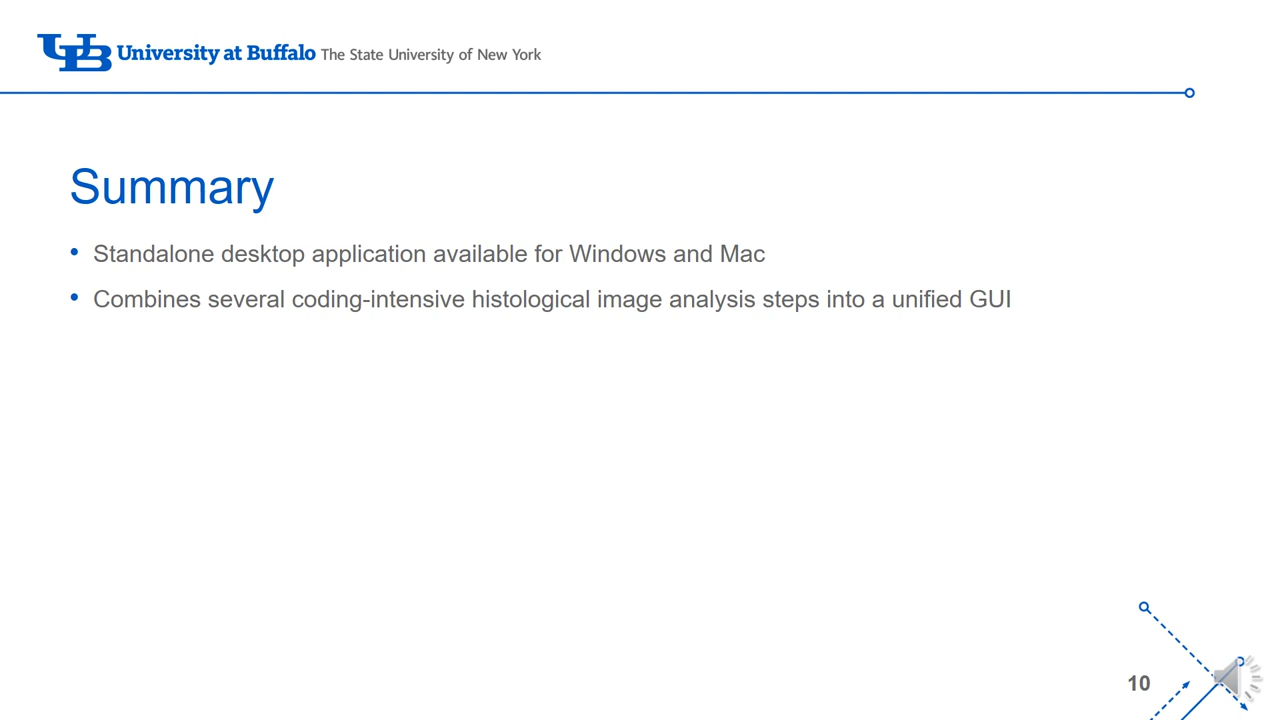 UB University at Buffalo The State University of New York
Summary
• Standalone desktop application available for Windows and Mac
• Combines several coding-intensive histological image analysis steps into a unified GUI
10